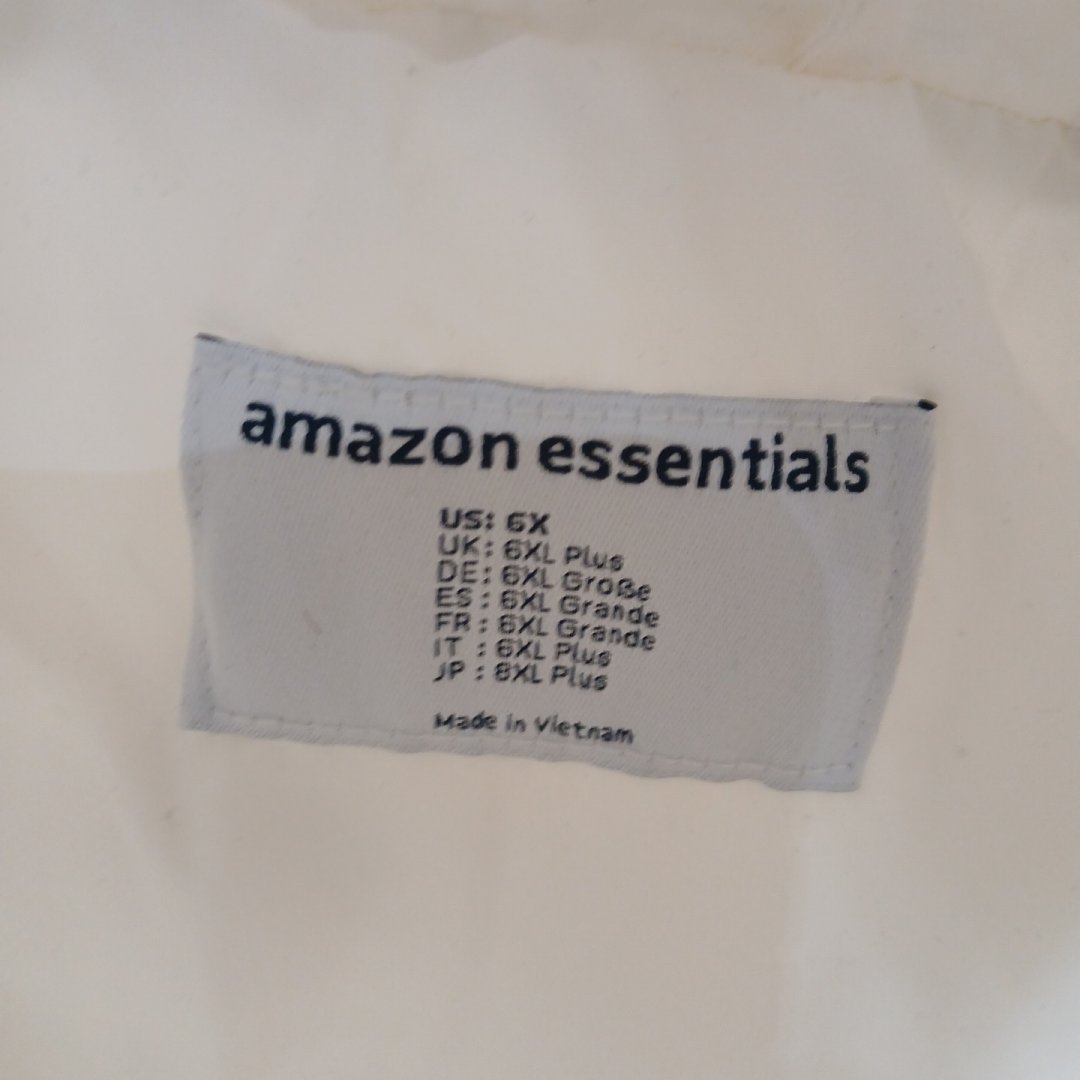 amazon essentials
US: 6X
UK: 6XL Plus
DE: 6XL Große
ES : 6XL Grande
FR : 6XL Grande
IT : 6XL Plus
JP : 8XL Plus
Made in Vietnam